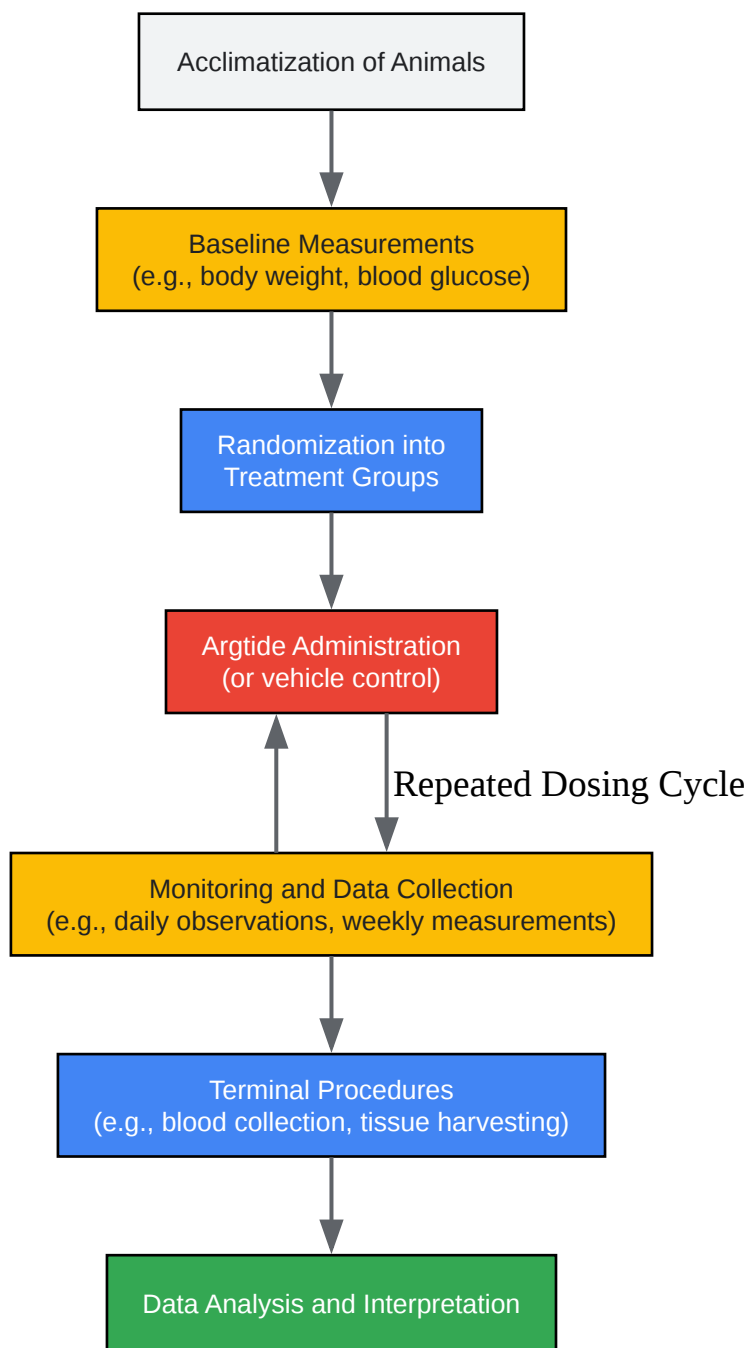 Acclimatization of Animals
Baseline Measurements
(e.g., body weight, blood glucose)
Randomization into
Treatment Groups
Argtide Administration
(or vehicle control)
Repeated Dosing Cycle
Monitoring and Data Collection
(e.g., daily observations, weekly measurements)
Terminal Procedures
(e.g., blood collection, tissue harvesting)
Data Analysis and Interpretation